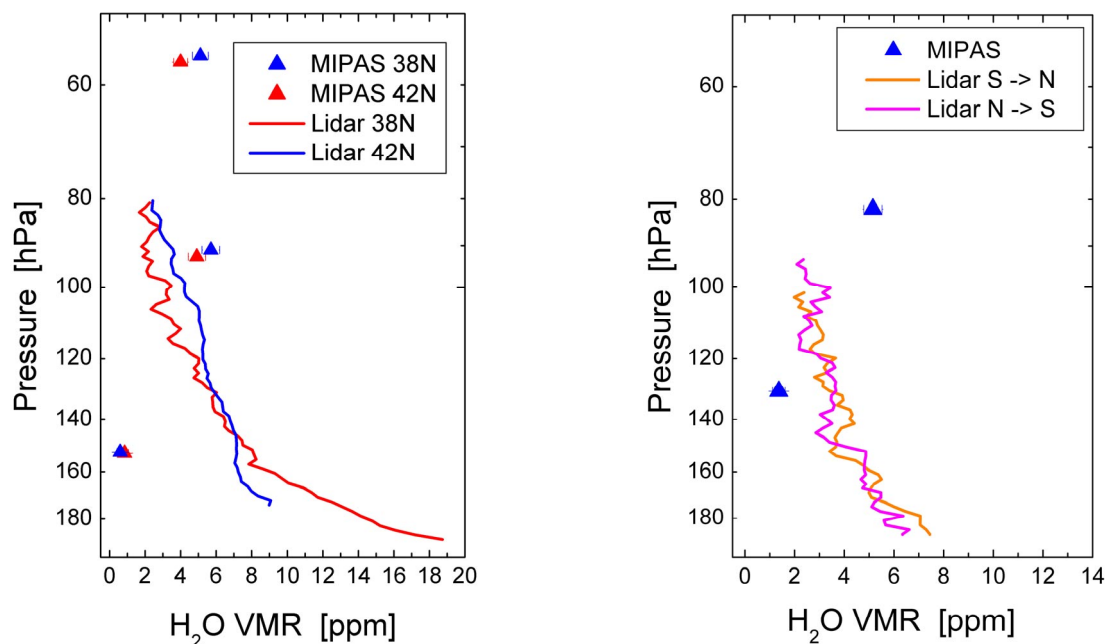 MIPAS 38N
MIPAS 42N
Lidar 38N
Lidar 42N
60
80
100
120
140
160
180
Pressure [hPa]
0 2 4 6 8 10 12 14 16 18 20
H₂O VMR [ppm]
MIPAS
Lidar S -> N
Lidar N -> S
60
80
100
120
140
160
180
Pressure [hPa]
0 2 4 6 8 10 12 14
H₂O VMR [ppm]